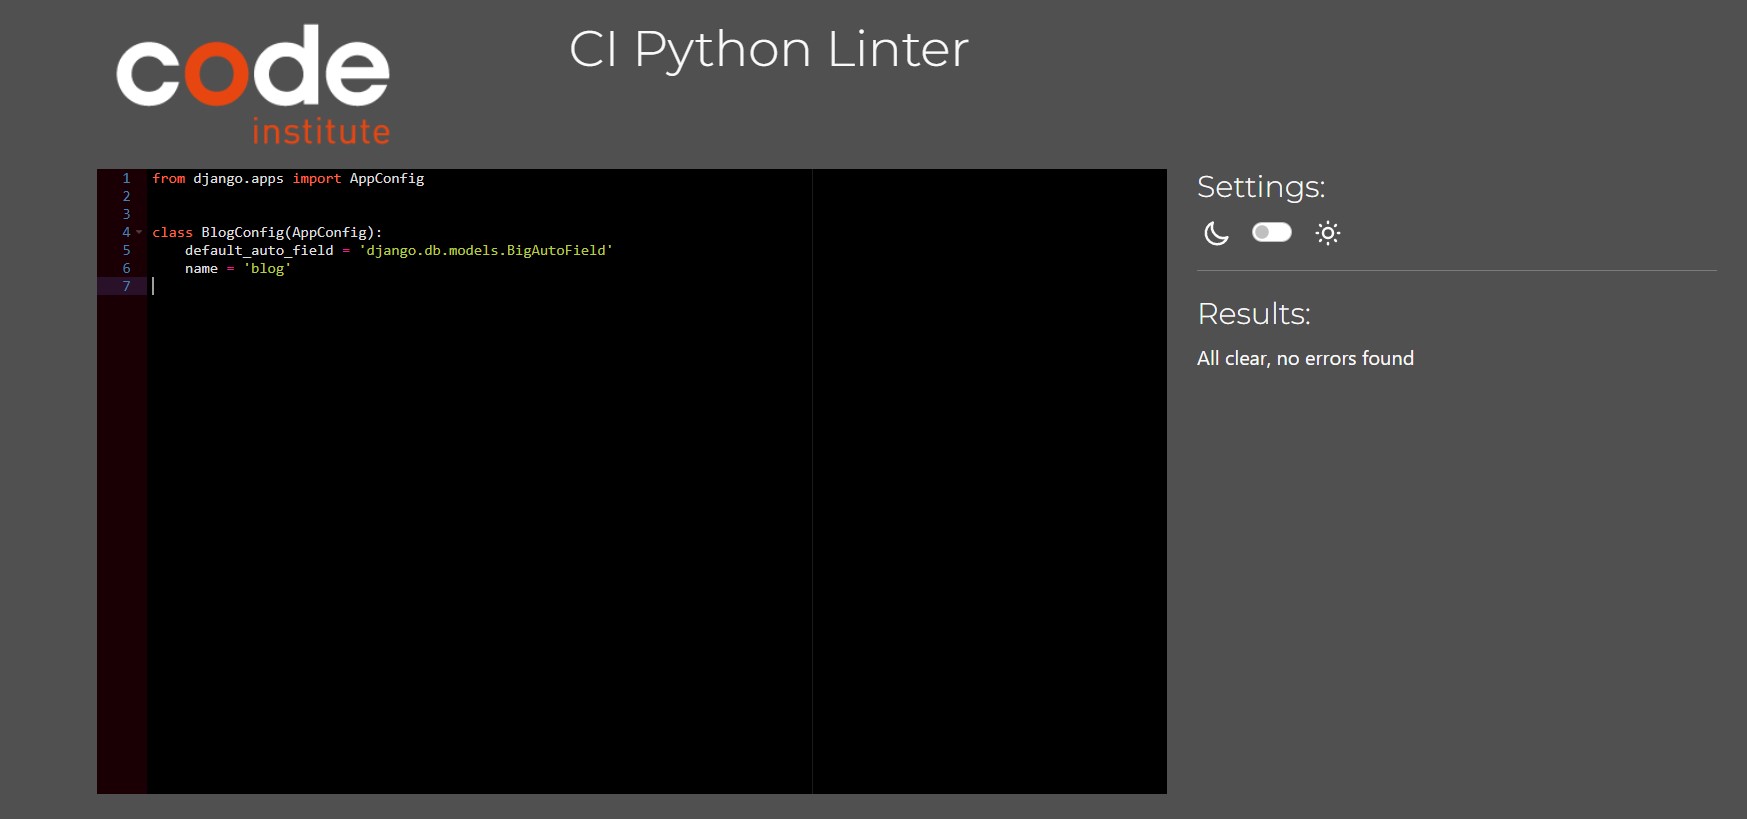 code
institute
CI Python Linter
1 from django.apps import AppConfig
2
3
4 class BlogConfig(AppConfig):
5     default_auto_field = 'django.db.models.BigAutoField'
6     name = 'blog'
7
Settings:
Results:
All clear, no errors found